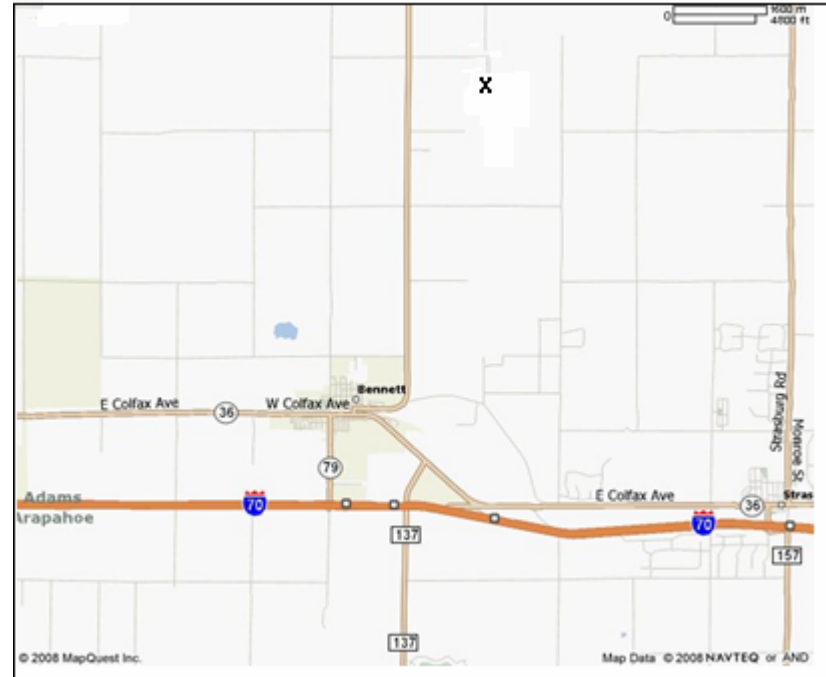 1600 m
0
4800 ft
X
Bennett
E Colfax Ave
36
W Colfax Ave
79
Strasburg Rd
Monroe St
E Colfax Ave
36
Stras
Adams
Arapahoe
70
70
137
157
137
© 2008 MapQuest Inc.
Map Data © 2008 NAVTEQ or AND